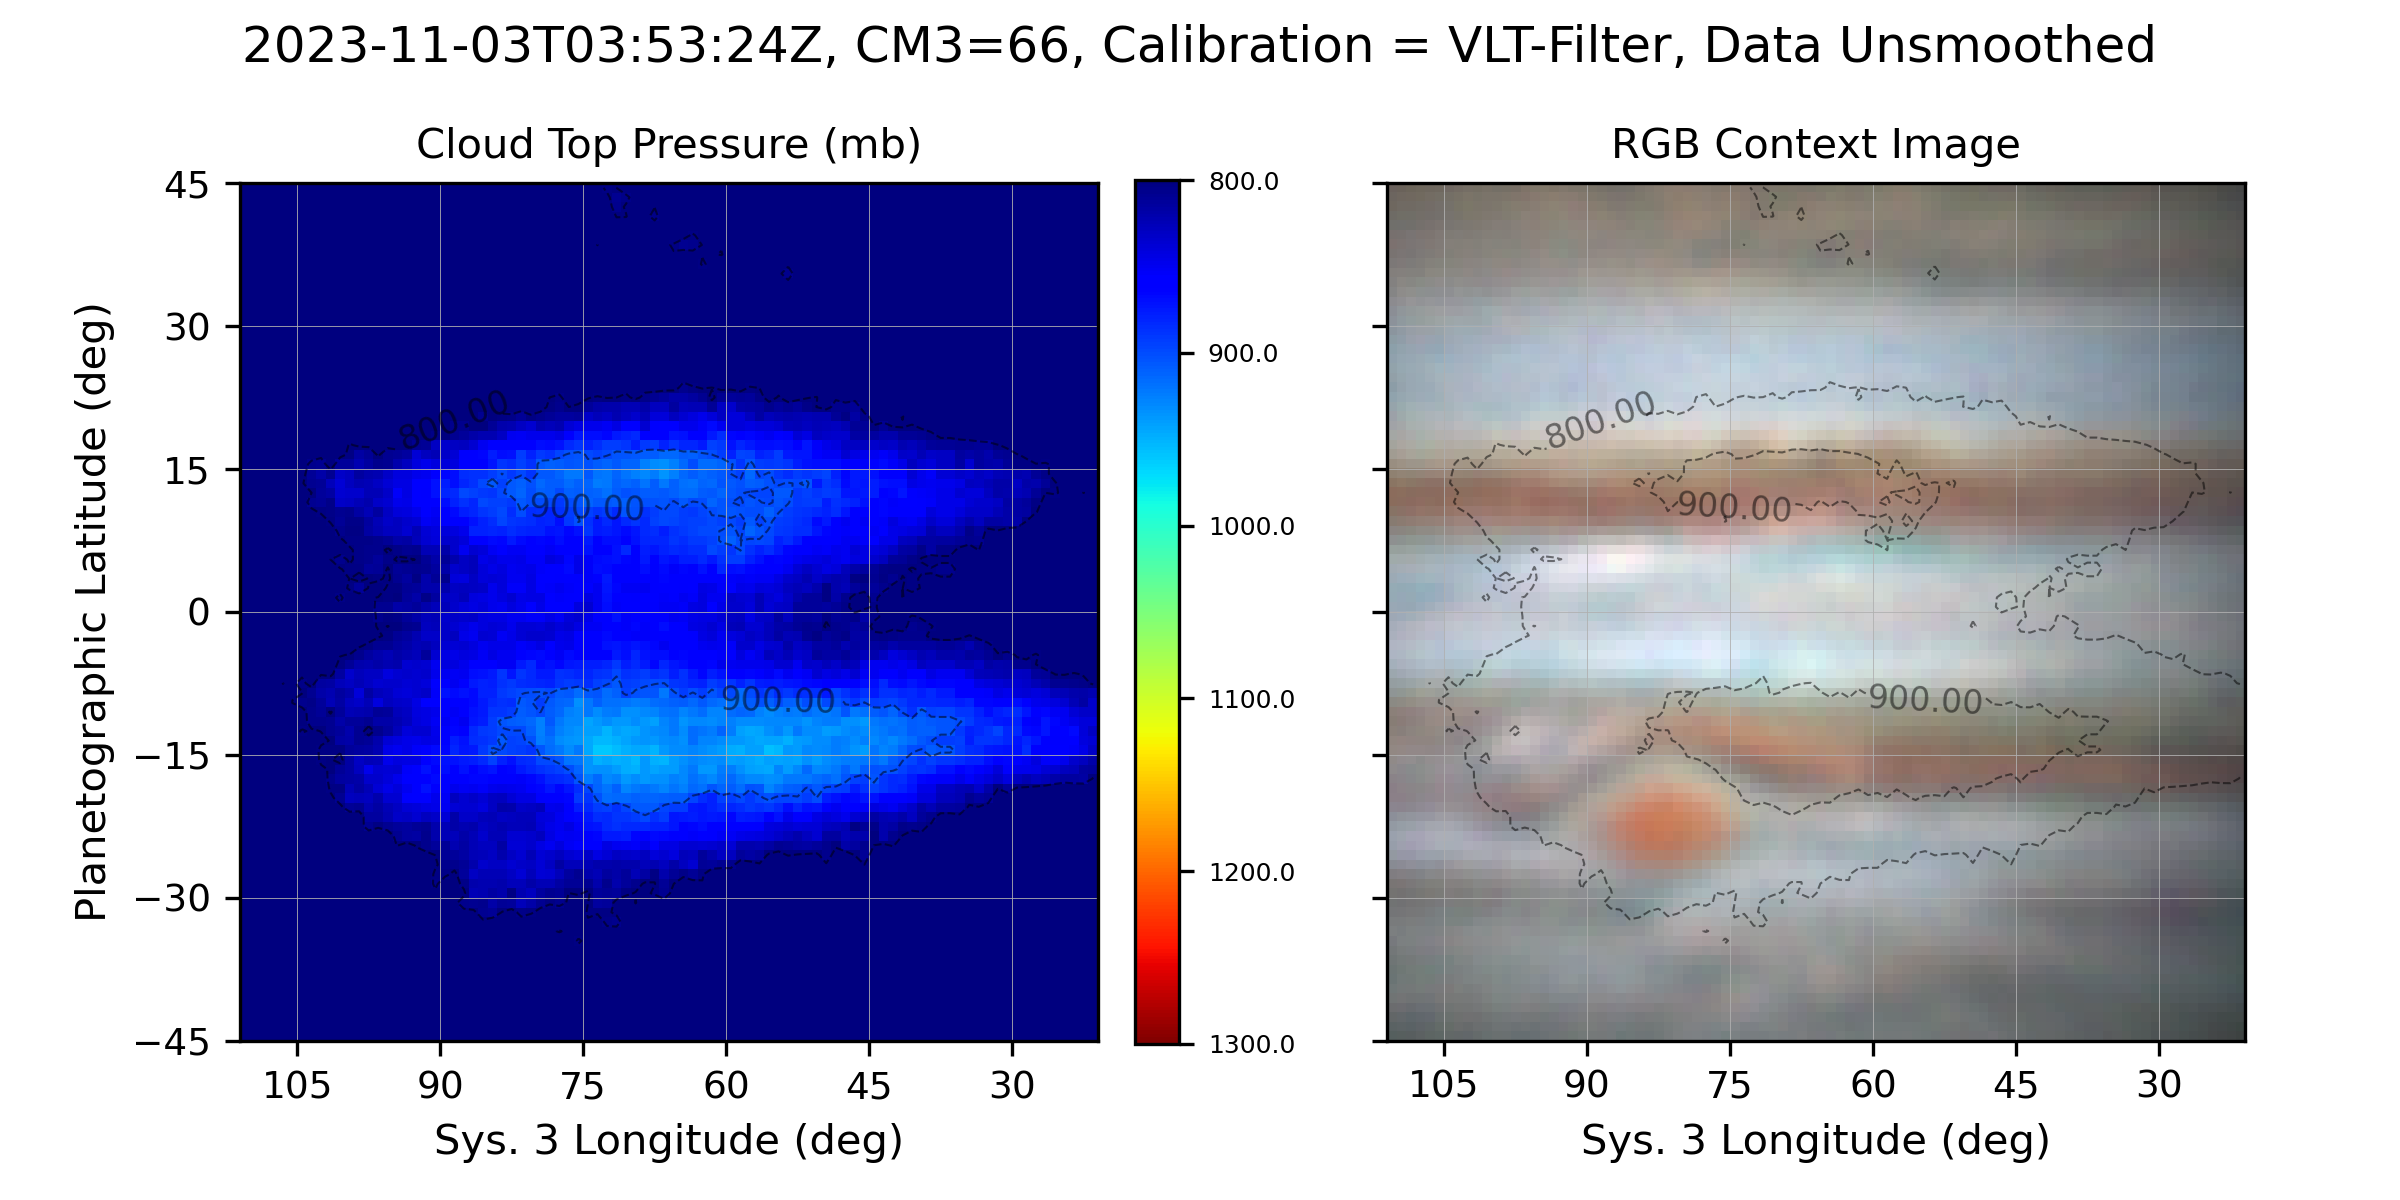 2023-11-03T03:53:24Z, CM3=66, Calibration = VLT-Filter, Data Unsmoothed
Cloud Top Pressure (mb)
Planetographic Latitude (deg)
45
30
15
0
−15
−30
−45
800.00
900.00
900.00
105 90 75 60 45 30
Sys. 3 Longitude (deg)
800.0
900.0
1000.0
1100.0
1200.0
1300.0
RGB Context Image
800.00
900.00
900.00
105 90 75 60 45 30
Sys. 3 Longitude (deg)